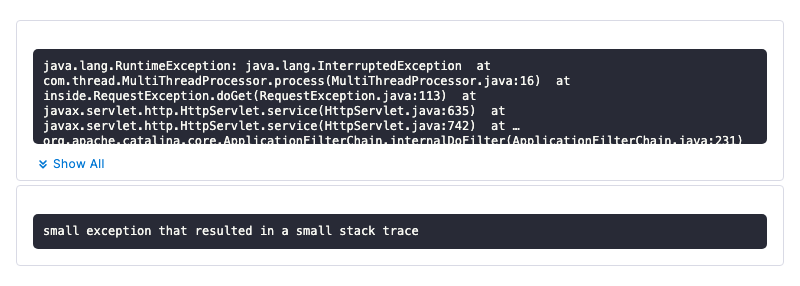 java.lang.RuntimeException: java.lang.InterruptedException  at
com.thread.MultiThreadProcessor.process(MultiThreadProcessor.java:16)  at
inside.RequestException.doGet(RequestException.java:113)  at
javax.servlet.http.HttpServlet.service(HttpServlet.java:635)  at
javax.servlet.http.HttpServlet.service(HttpServlet.java:742)  at …
org.apache.catalina.core.ApplicationFilterChain.internalDoFilter(ApplicationFilterChain.java:231)
Show All
small exception that resulted in a small stack trace